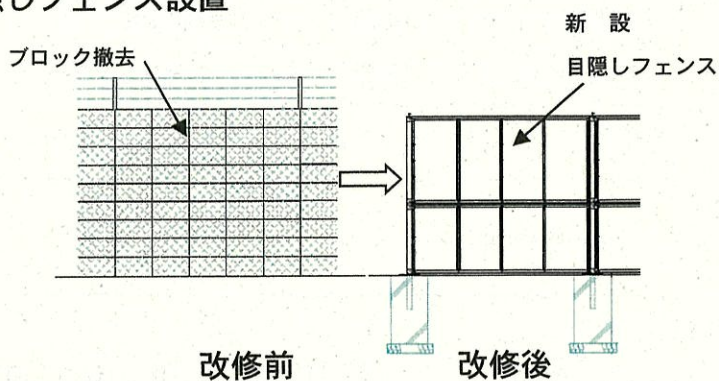 隠しフェンス設置
新 設
ブロック撤去
目隠しフェンス
改修前
改修後